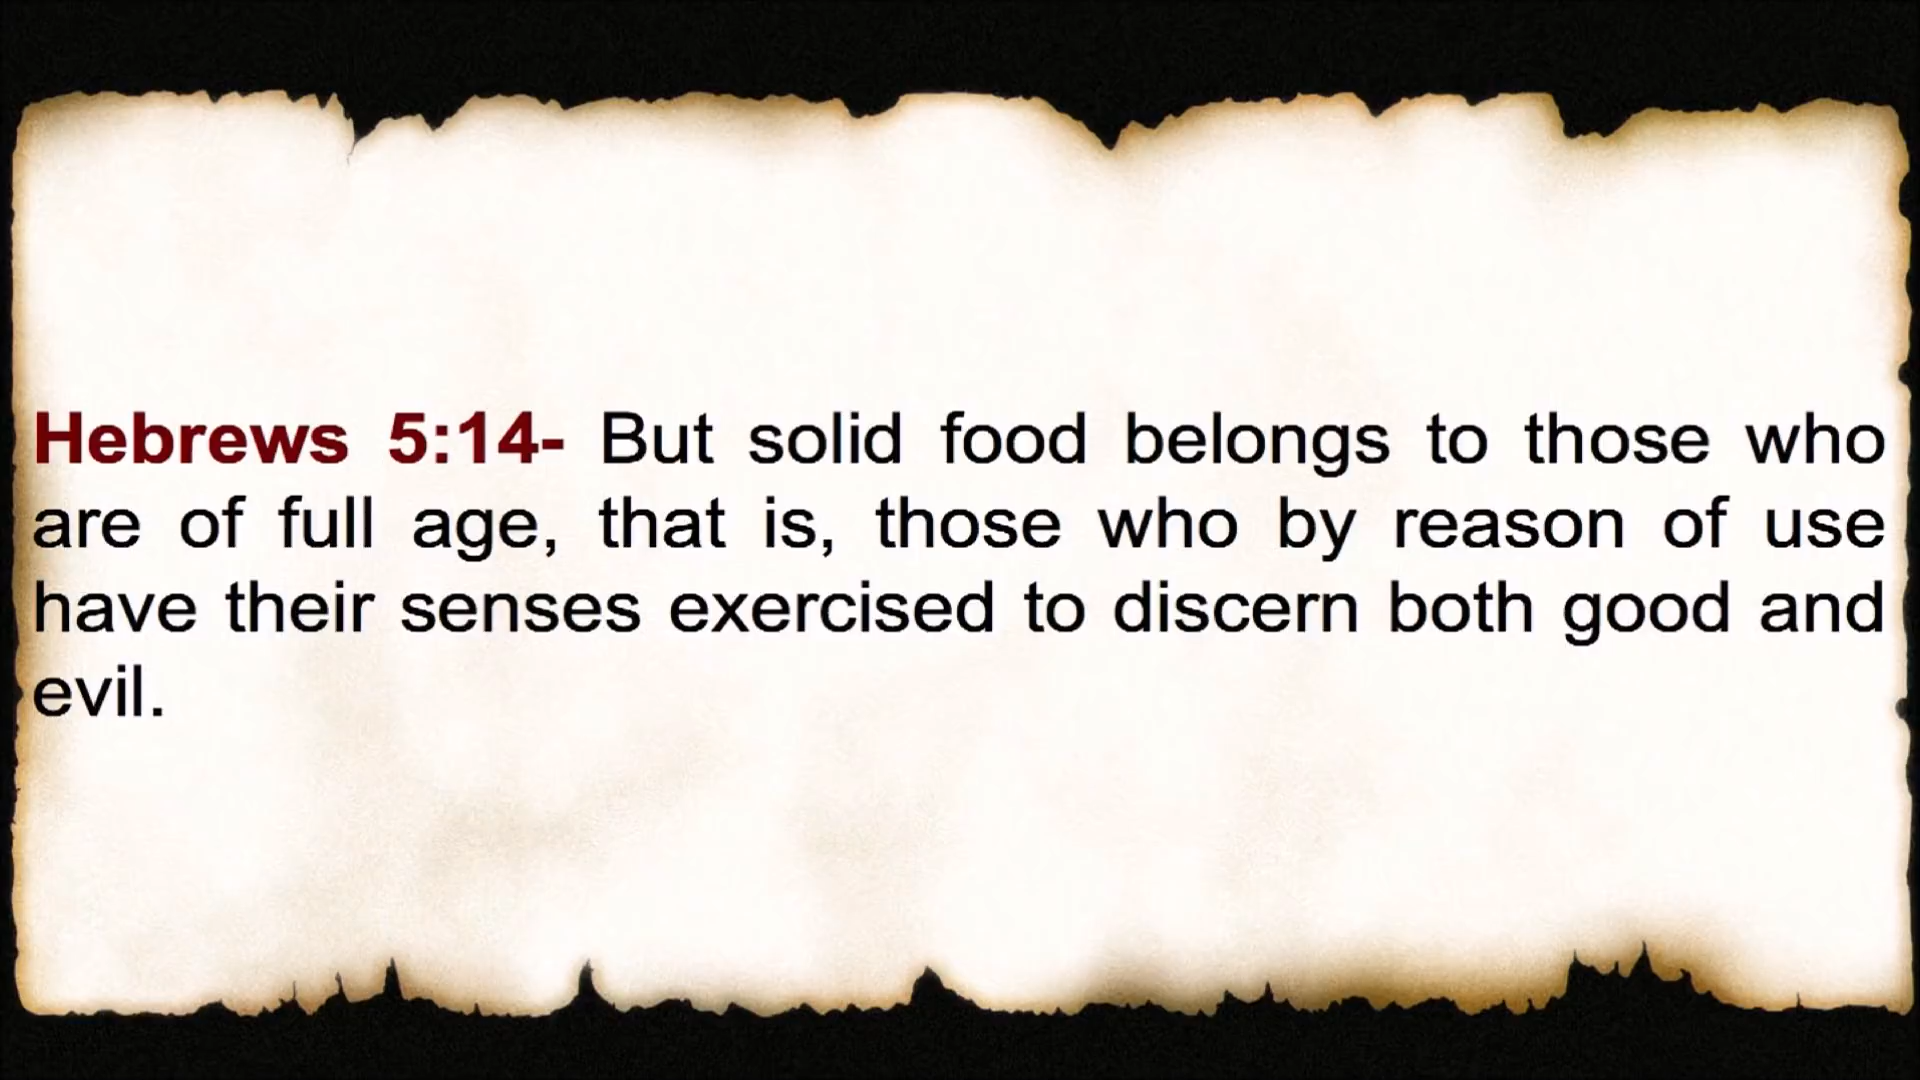 Hebrews 5:14- But solid food belongs to those who
are of full age, that is, those who by reason of use
have their senses exercised to discern both good and
evil.